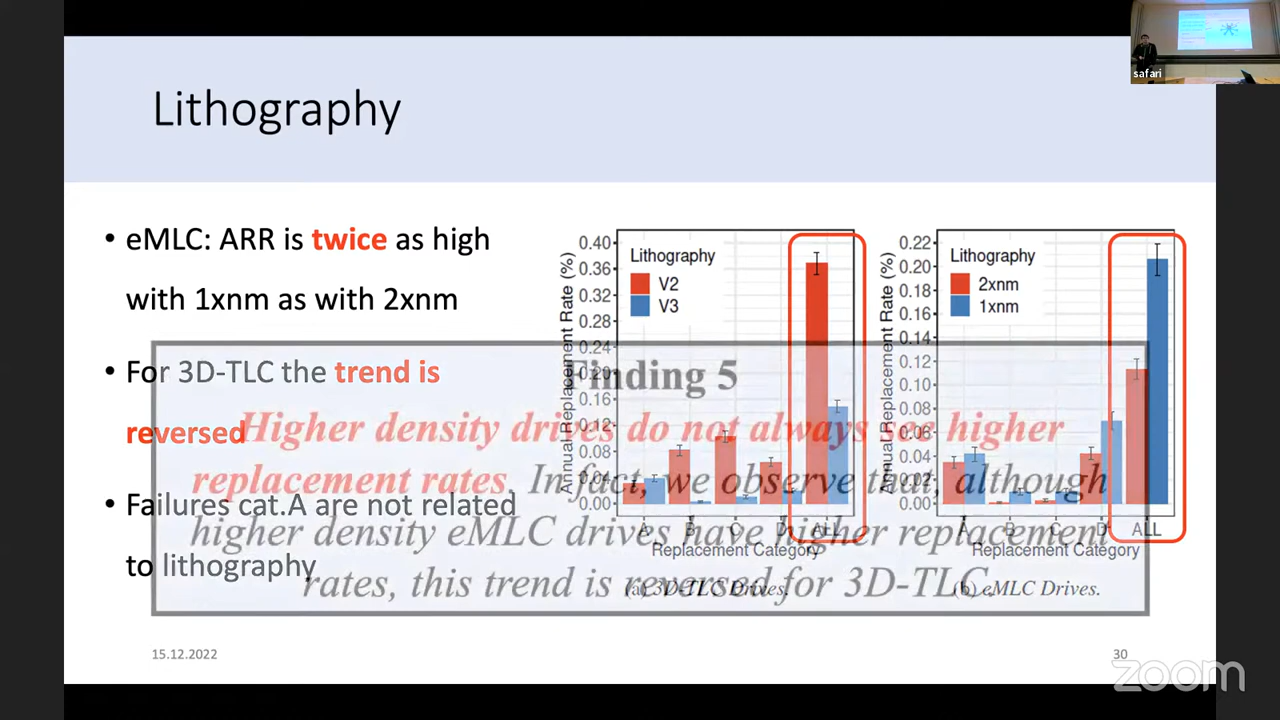 safari
Lithography
• eMLC: ARR is twice as high
with 1xnm as with 2xnm
• For 3D-TLC the trend is
reversed
• Failures cat.A are not related
to lithography
Annual Replacement Rate (%)
0.40
0.36
0.32
0.28
0.24
0.20
0.16
0.12
0.08
0.04
0.00
Lithography
V2
V3
A B C D ALL
Replacement Category
(a) 3D-TLC Drives.
Annual Replacement Rate (%)
0.22
0.20
0.18
0.16
0.14
0.12
0.10
0.08
0.06
0.04
0.02
0.00
Lithography
2xnm
1xnm
A B C D ALL
Replacement Category
(b) eMLC Drives.
Finding 5
Higher density drives do not always see higher
replacement rates. In fact, we observe that, although
higher density eMLC drives have higher replacement
rates, this trend is reversed for 3D-TLC.
15.12.2022
30
zoom